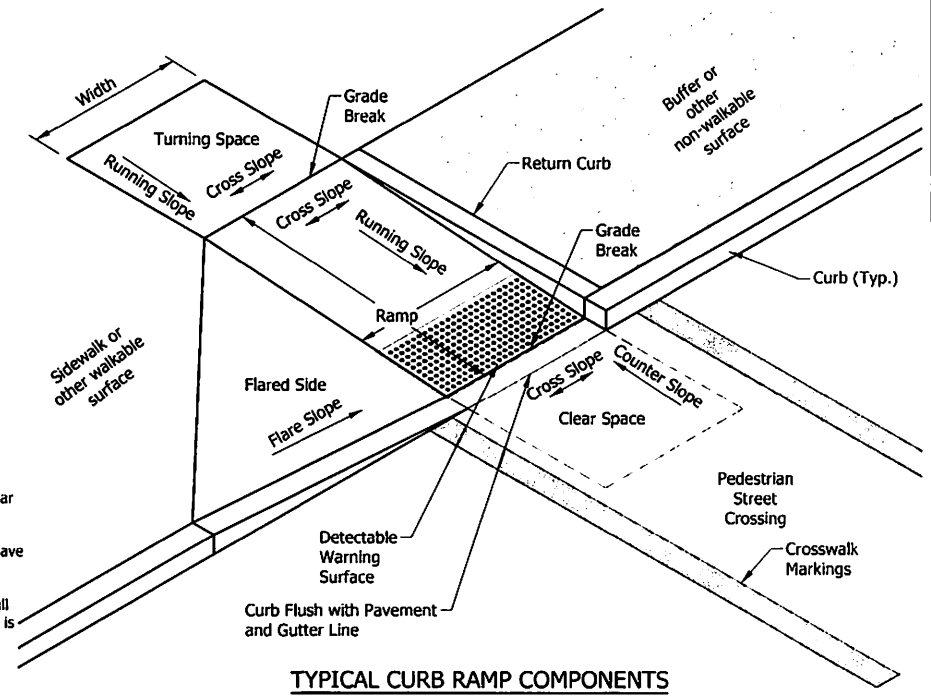 Width
Turning Space
Running Slope
Cross Slope
Grade
Break
Cross Slope
Running Slope
Ramp
Return Curb
Buffer or
other
non-walkable
surface
Grade
Break
Curb (Typ.)
Sidewalk or
other walkable
surface
Flared Side
Flare Slope
Cross Slope
Counter Slope
Clear Space
Pedestrian
Street
Crossing
Crosswalk
Markings
Detectable
Warning
Surface
Curb Flush with Pavement
and Gutter Line
is
TYPICAL CURB RAMP COMPONENTS